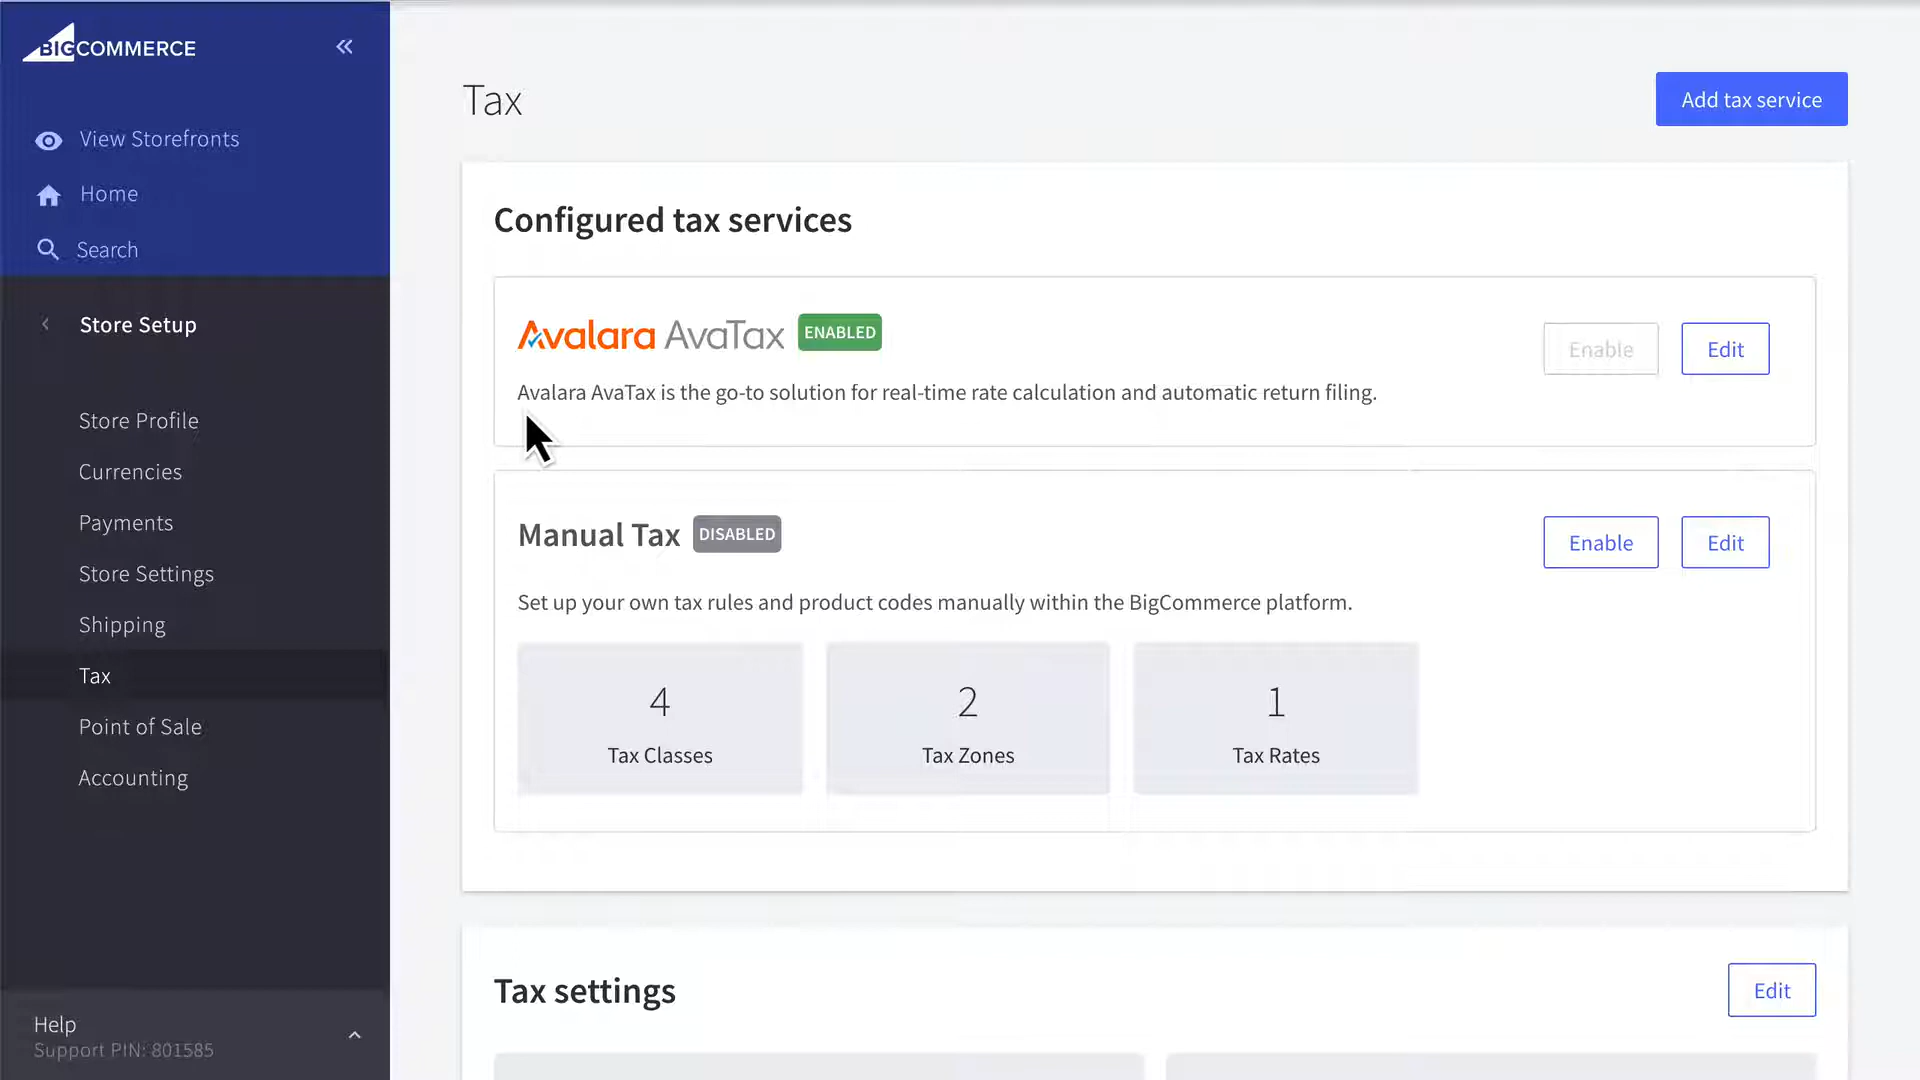 BIGCOMMERCE
View Storefronts
Home
Search
Store Setup
Store Profile
Currencies
Payments
Store Settings
Shipping
Tax
Point of Sale
Accounting
Help
Support PIN: 801585
Tax
Add tax service
Configured tax services
Avalara AvaTax ENABLED
Enable Edit
Avalara AvaTax is the go-to solution for real-time rate calculation and automatic return filing.
Manual Tax DISABLED
Enable Edit
Set up your own tax rules and product codes manually within the BigCommerce platform.
4
Tax Classes
2
Tax Zones
1
Tax Rates
Tax settings
Edit